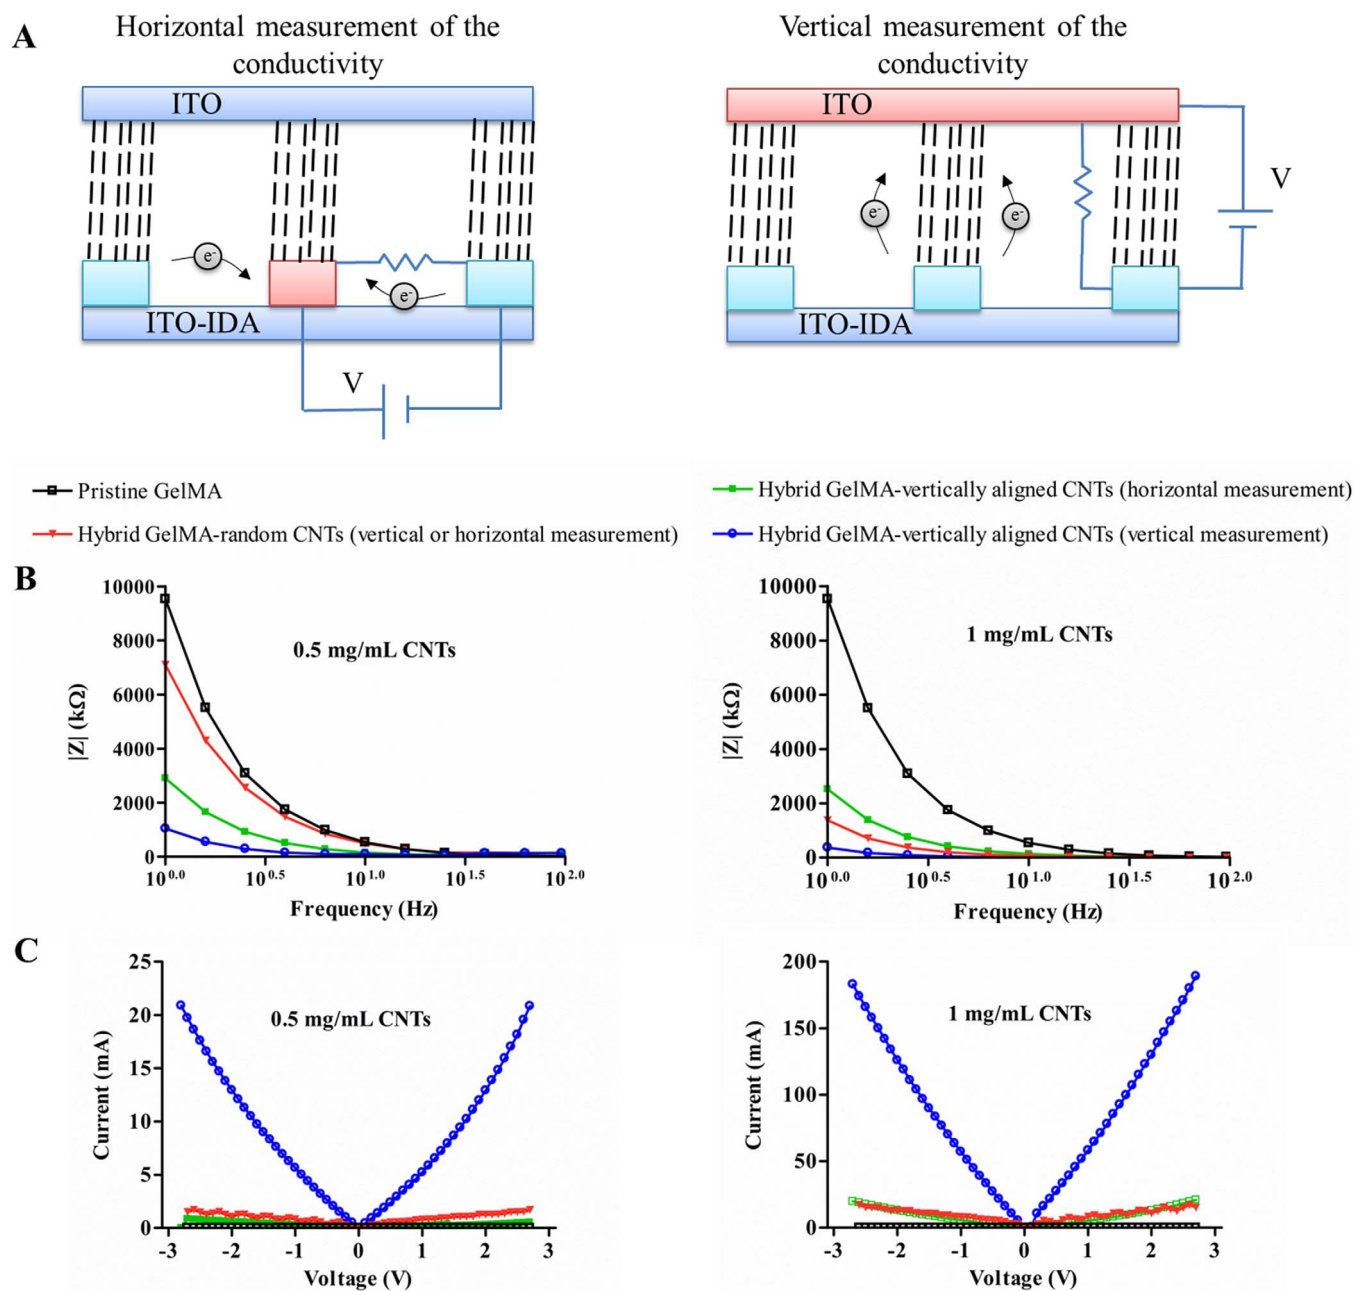 A
Horizontal measurement of the
conductivity
Vertical measurement of the
conductivity
ITO
e-
e-
ITO-IDA
V
ITO
e-
e-
V
ITO-IDA
Pristine GelMA
Hybrid GelMA-random CNTs (vertical or horizontal measurement)
Hybrid GelMA-vertically aligned CNTs (horizontal measurement)
Hybrid GelMA-vertically aligned CNTs (vertical measurement)
B
10000
8000
6000
4000
2000
0
|Z| (kΩ)
0.5 mg/mL CNTs
10^0.0 10^0.5 10^1.0 10^1.5 10^2.0
Frequency (Hz)
10000
8000
6000
4000
2000
0
|Z| (kΩ)
1 mg/mL CNTs
10^0.0 10^0.5 10^1.0 10^1.5 10^2.0
Frequency (Hz)
C
25
20
15
10
5
0
Current (mA)
0.5 mg/mL CNTs
-3 -2 -1 0 1 2 3
Voltage (V)
200
150
100
50
0
Current (mA)
1 mg/mL CNTs
-3 -2 -1 0 1 2 3
Voltage (V)